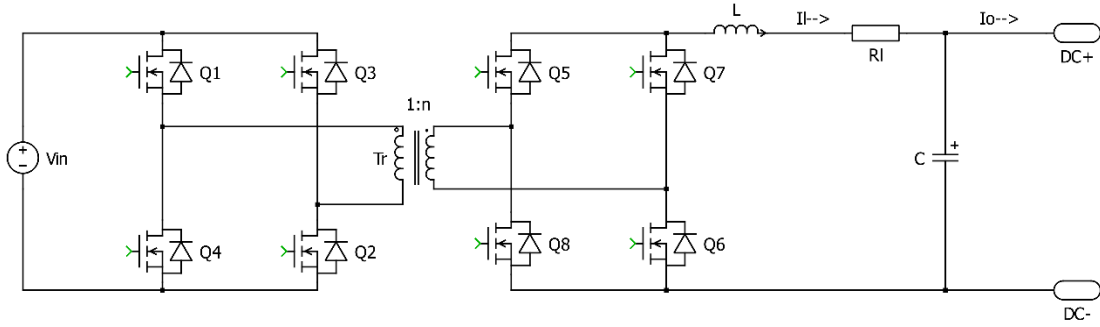 L
Il-->
Io-->
Rl
DC+
Q1
Q3
Q5
Q7
1:n
Vin
+
-
Tr
C
+
Q4
Q2
Q8
Q6
DC-